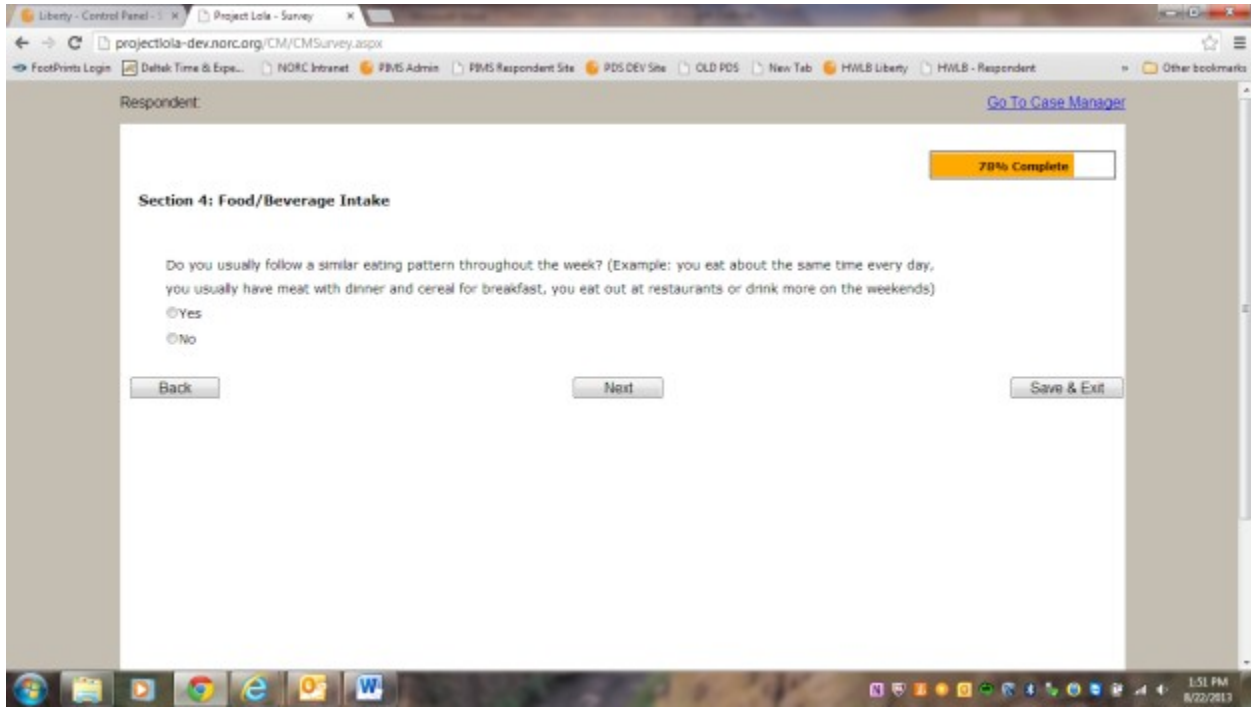 Liberty - Control Panel - S
Project Lola - Survey
projectlola-dev.norc.org/CM/CMSurvey.aspx
FootPrints Login
Deltek Time & Expe...
NORC Intranet
PIMS Admin
PIMS Respondent Site
PDS DEV Site
OLD PDS
New Tab
HWLB Liberty
HWLB - Respondent
»
Other bookmarks
Respondent:
Go To Case Manager
78% Complete
Section 4: Food/Beverage Intake
Do you usually follow a similar eating pattern throughout the week? (Example: you eat about the same time every day,
you usually have meat with dinner and cereal for breakfast, you eat out at restaurants or drink more on the weekends)
Yes
No
Back
Next
Save & Exit
1:51 PM
8/22/2013